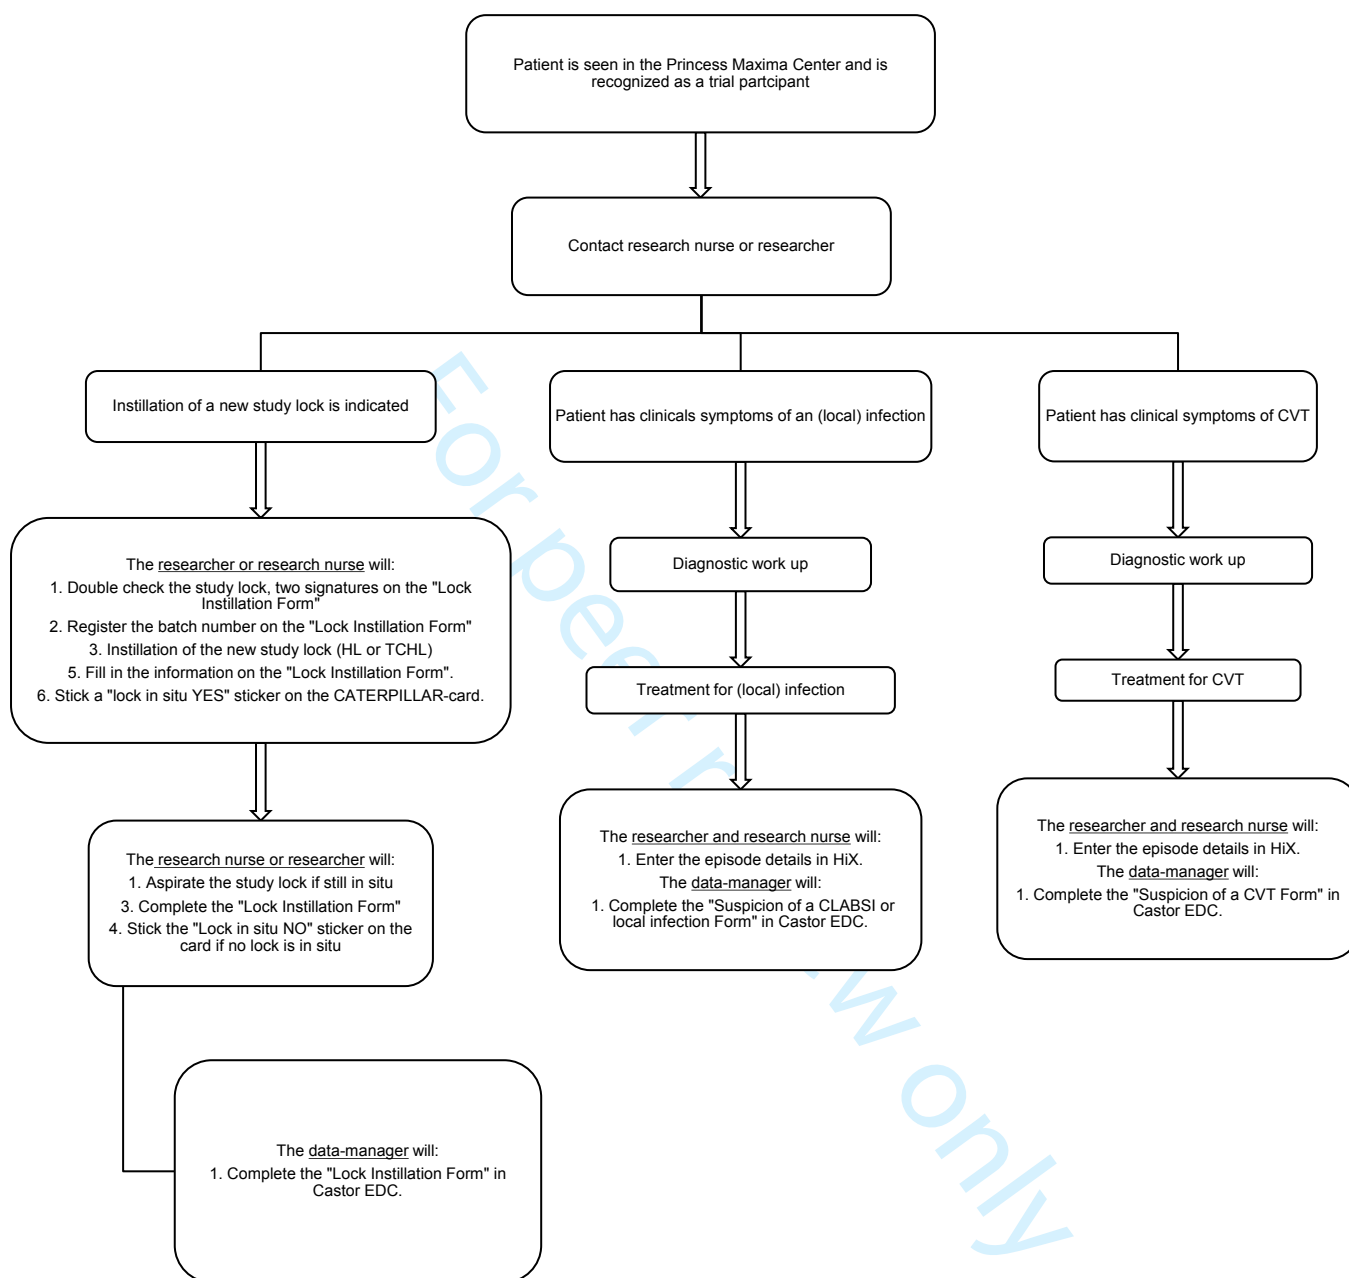 Patient is seen in the Princess Maxima Center and is
recognized as a trial partcipant
Contact research nurse or researcher
Instillation of a new study lock is indicated
Patient has clinicals symptoms of an (local) infection
Patient has clinical symptoms of CVT
The researcher or research nurse will:
1. Double check the study lock, two signatures on the "Lock
Instillation Form"
2. Register the batch number on the "Lock Instillation Form"
3. Instillation of the new study lock (HL or TCHL)
5. Fill in the information on the "Lock Instillation Form".
6. Stick a "lock in situ YES" sticker on the CATERPILLAR-card.
Diagnostic work up
Diagnostic work up
Treatment for (local) infection
Treatment for CVT
The research nurse or researcher will:
1. Aspirate the study lock if still in situ
3. Complete the "Lock Instillation Form"
4. Stick the "Lock in situ NO" sticker on the
card if no lock is in situ
The researcher and research nurse will:
1. Enter the episode details in HiX.
The data-manager will:
1. Complete the "Suspicion of a CLABSI or
local infection Form" in Castor EDC.
The researcher and research nurse will:
1. Enter the episode details in HiX.
The data-manager will:
1. Complete the "Suspicion of a CVT Form" in
Castor EDC.
The data-manager will:
1. Complete the "Lock Instillation Form" in
Castor EDC.
For peer review only